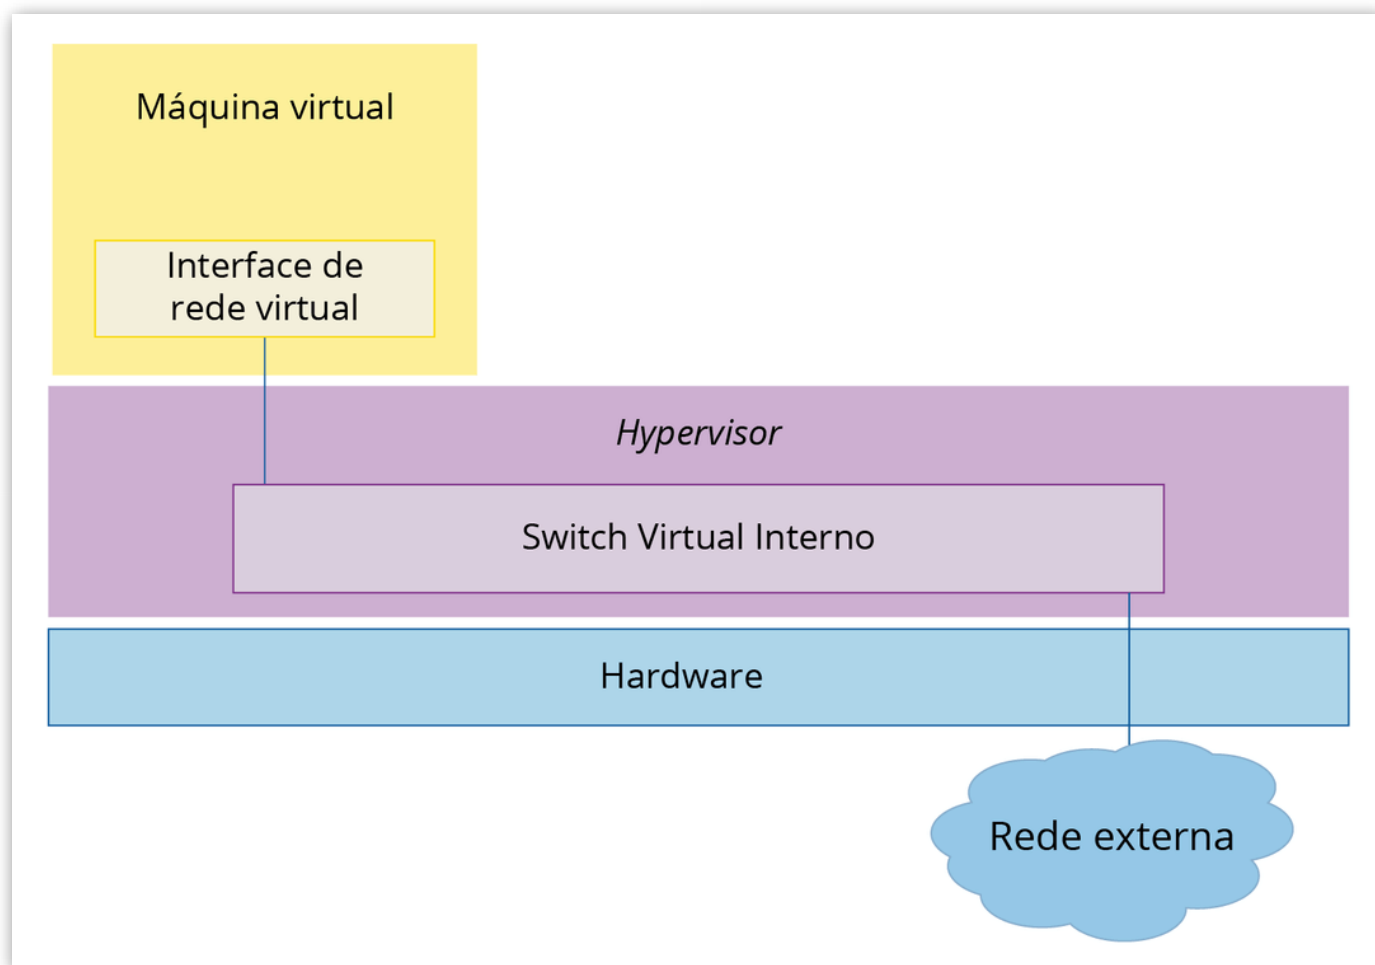 Máquina virtual
Interface de
rede virtual
Hypervisor
Switch Virtual Interno
Hardware
Rede externa